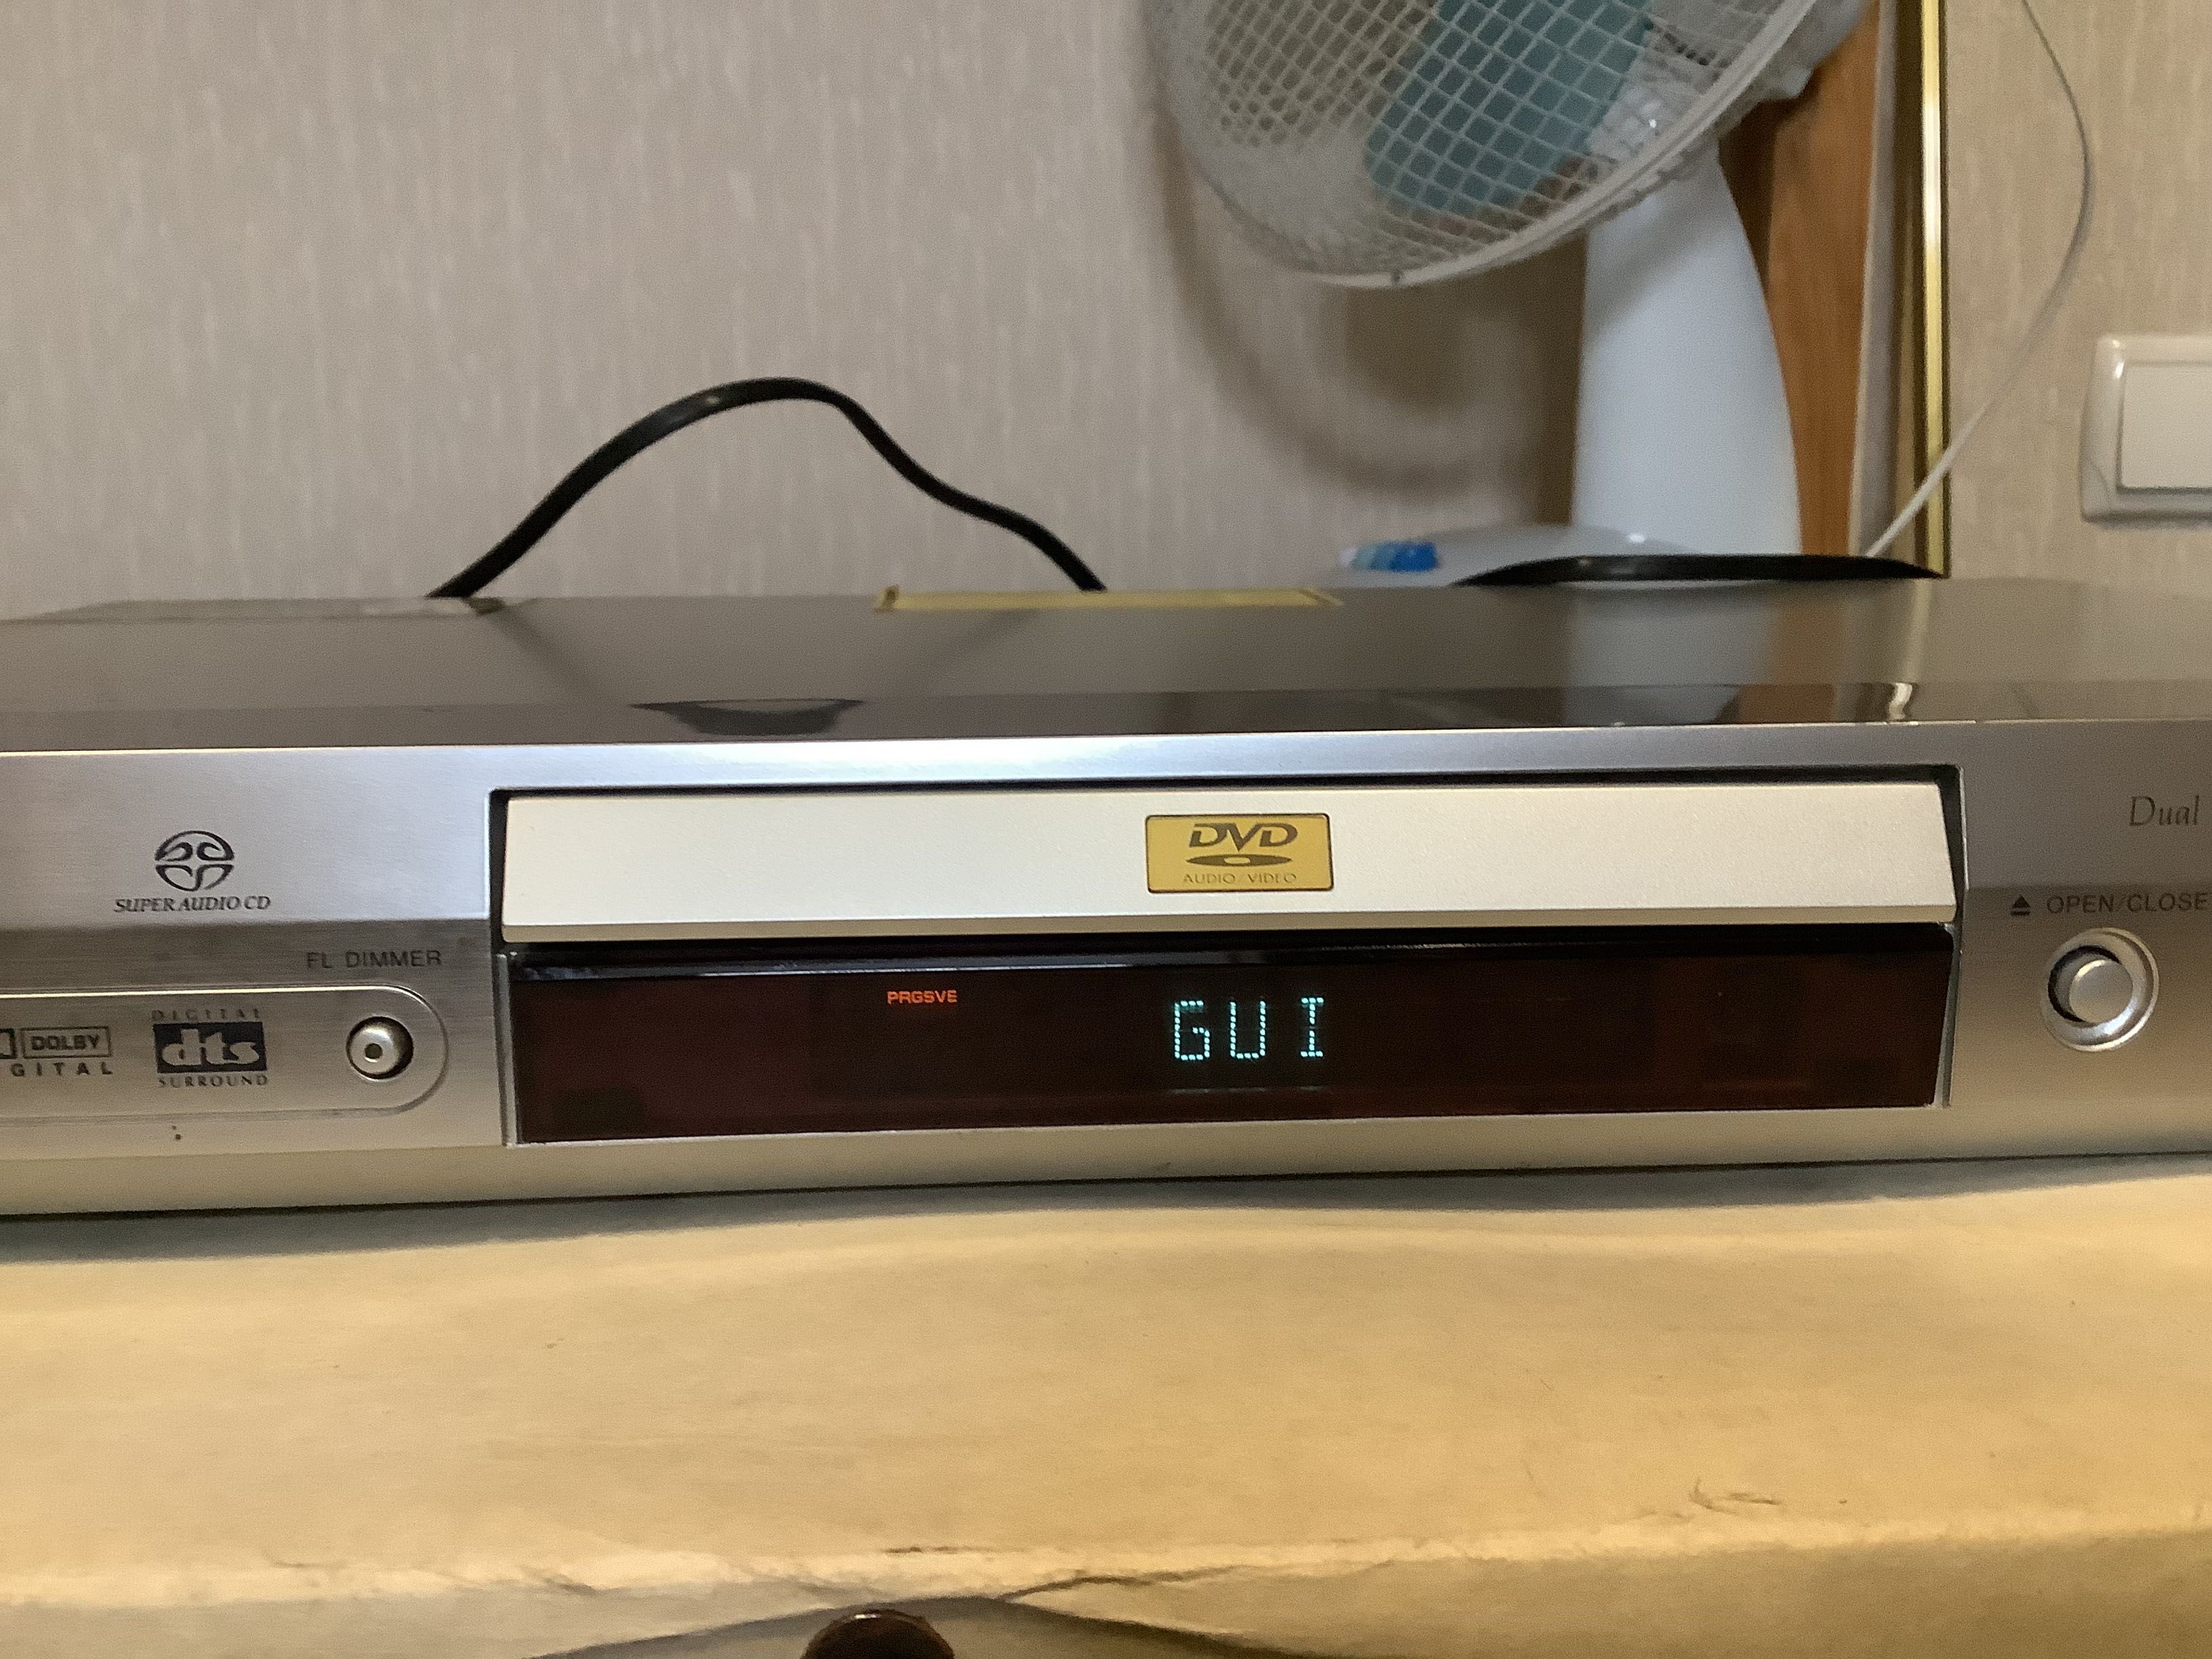 SUPER AUDIO CD
FL DIMMER
DOLBY
GITAL
DIGITAL
dts
SURROUND
DVD
AUDIO/VIDEO
PRGSVE
GUI
Dual
OPEN/CLOSE